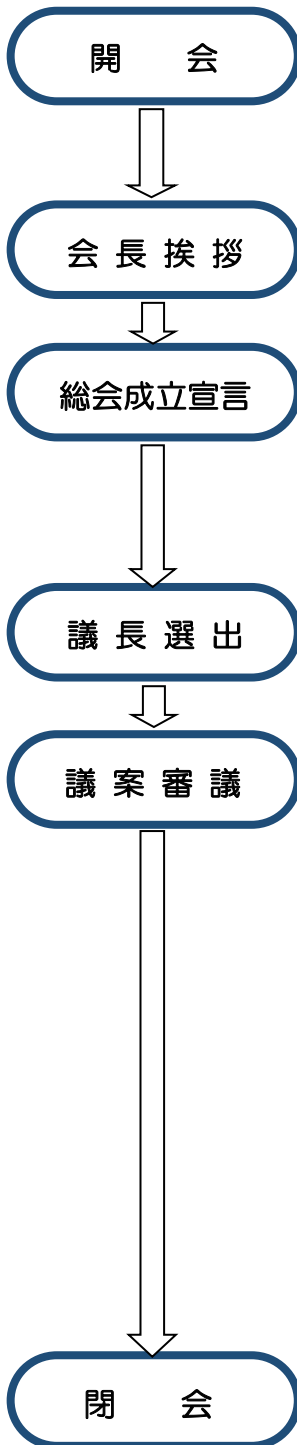 開　会
会長挨拶
総会成立宣言
議長選出
議案審議
閉　会